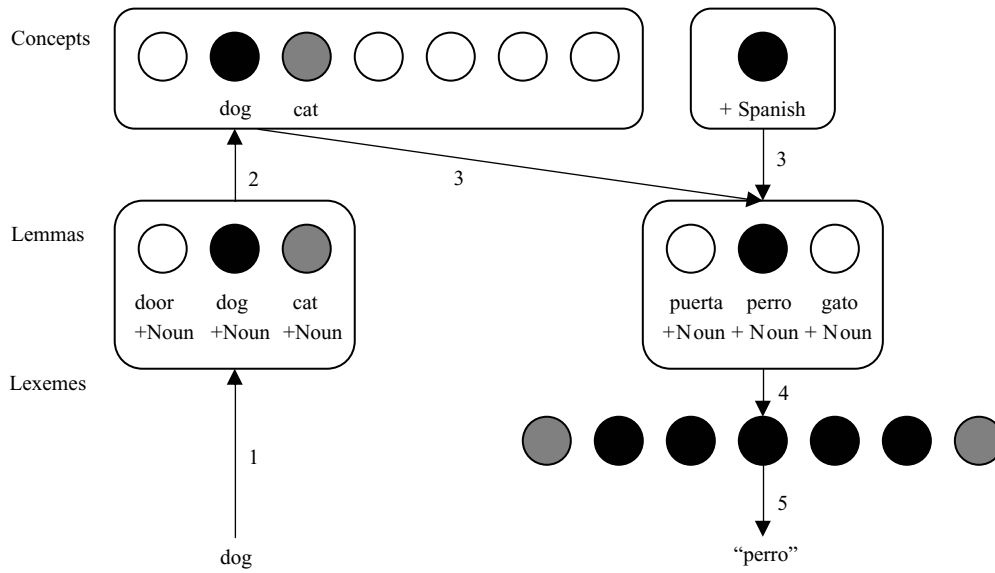 Concepts
dog cat
+ Spanish
2
3
3
Lemmas
door dog cat
+Noun +Noun +Noun
puerta perro gato
+Noun + Noun + Noun
Lexemes
4
1
5
dog
“perro”